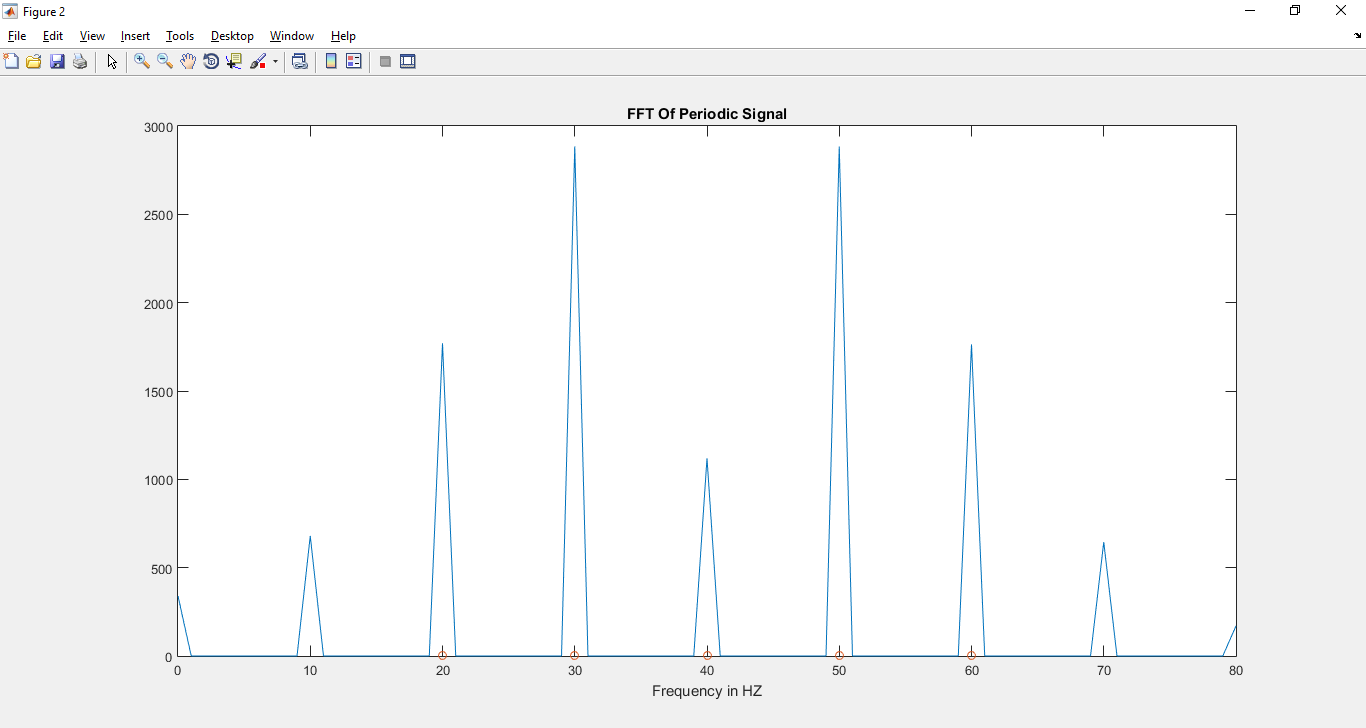 Figure 2
File Edit View Insert Tools Desktop Window Help
FFT Of Periodic Signal
3000
2500
2000
1500
1000
500
0
0 10 20 30 40 50 60 70 80
Frequency in HZ